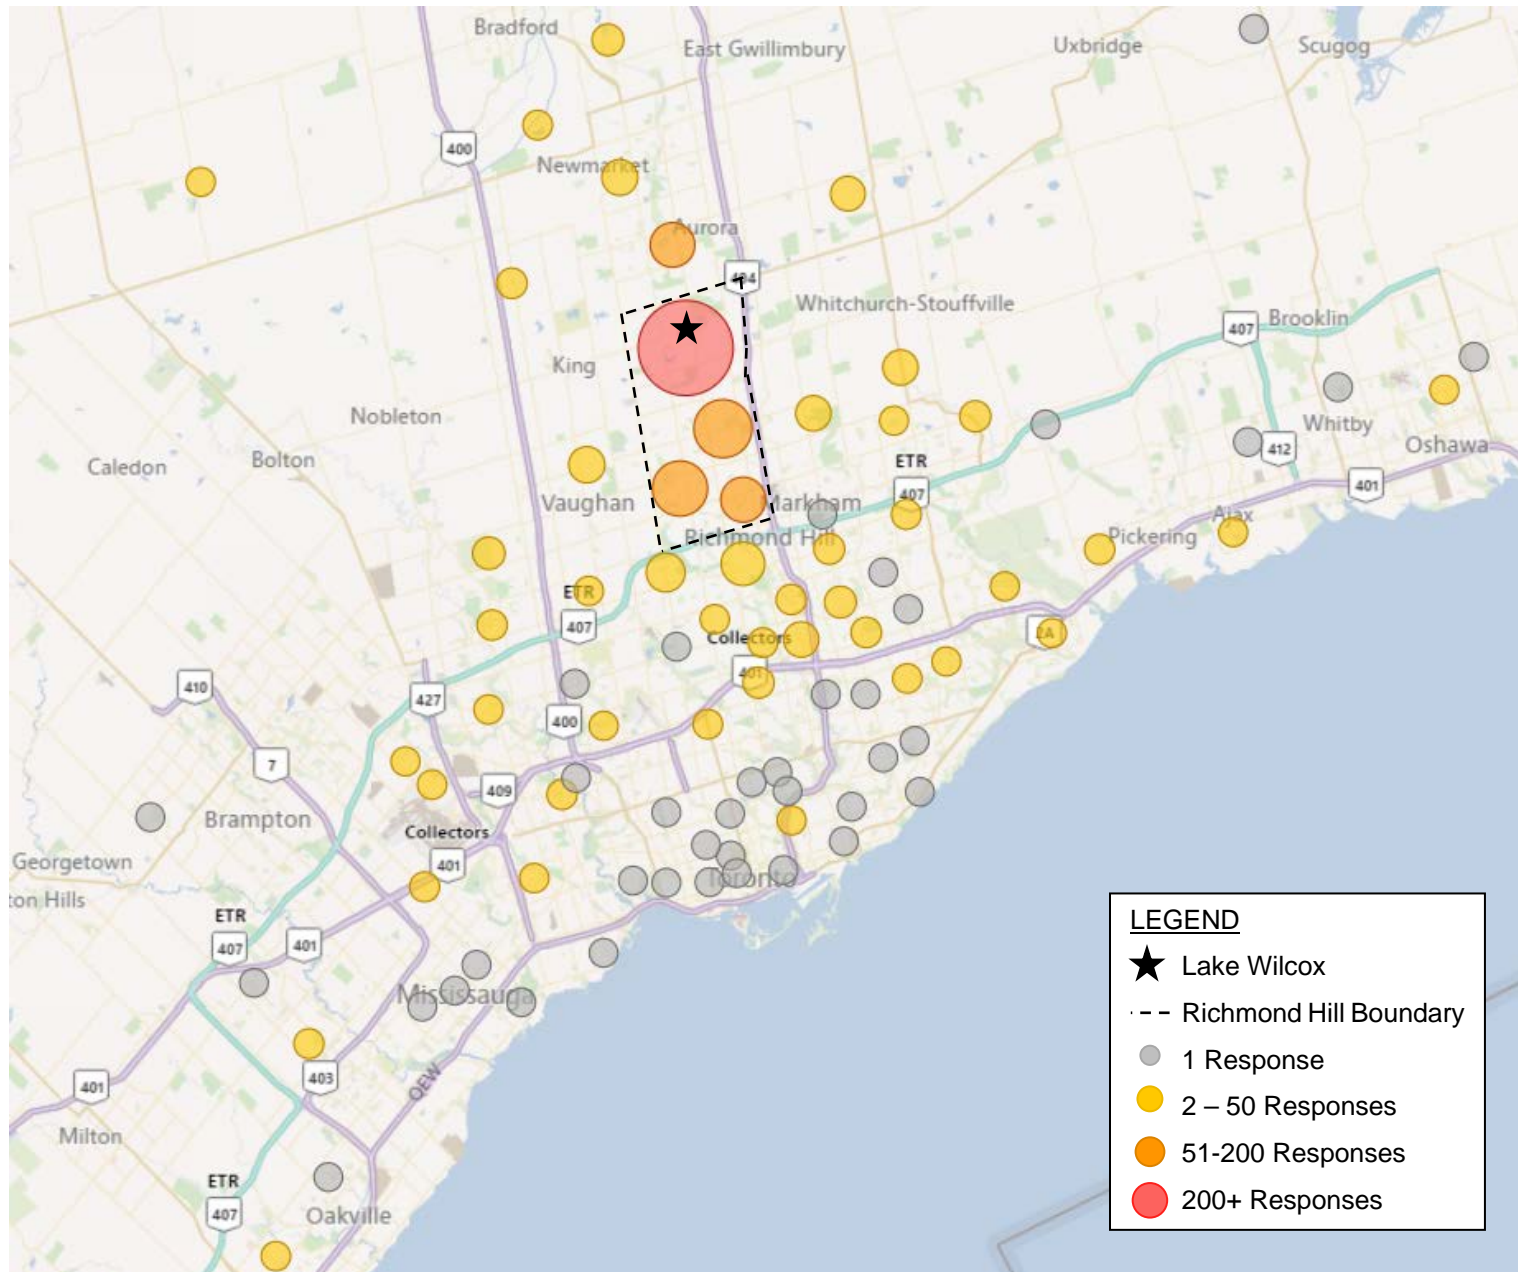 Bradford
East Gwillimbury
Uxbridge
Scugog
400
Newmarket
Aurora
404
Whitchurch-Stouffville
407
Brooklin
King
Nobleton
Whitby
412
Oshawa
Caledon
Bolton
ETR
407
401
Vaughan
Markham
Ajax
Richmond Hill
Pickering
ETR
407
Collectors
2A
401
410
427
400
7
409
Brampton
Collectors
401
Georgetown
Toronto
ton Hills
ETR
407
401
Mississauga
403
QEW
401
Milton
ETR
407
Oakville
LEGEND
Lake Wilcox
Richmond Hill Boundary
1 Response
2 – 50 Responses
51-200 Responses
200+ Responses